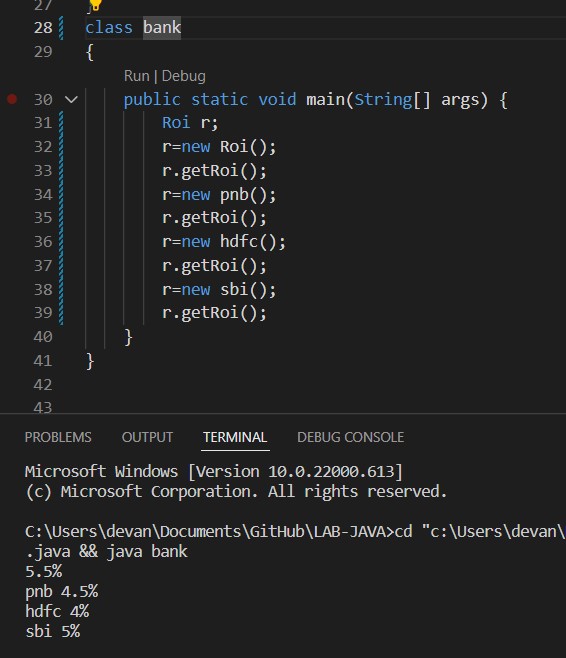 27 }
28 class bank
29 {
Run | Debug
30 public static void main(String[] args) {
31 Roi r;
32 r=new Roi();
33 r.getRoi();
34 r=new pnb();
35 r.getRoi();
36 r=new hdfc();
37 r.getRoi();
38 r=new sbi();
39 r.getRoi();
40 }
41 }
42
43
PROBLEMS OUTPUT TERMINAL DEBUG CONSOLE
Microsoft Windows [Version 10.0.22000.613]
(c) Microsoft Corporation. All rights reserved.
C:\Users\devan\Documents\GitHub\LAB-JAVA>cd "c:\Users\devan\
.java && java bank
5.5%
pnb 4.5%
hdfc 4%
sbi 5%